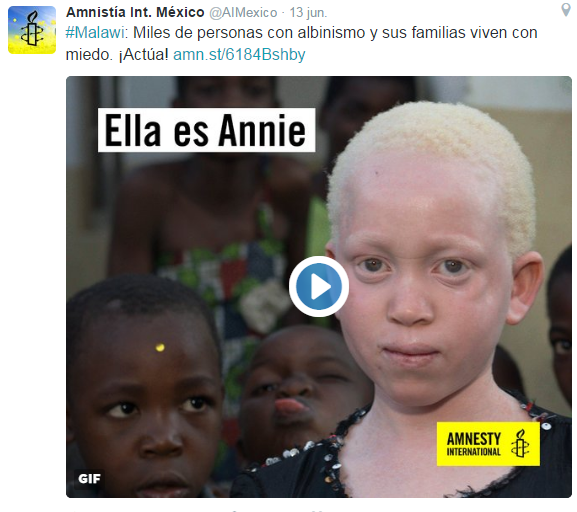 Amnistía Int. México @AIMexico · 13 jun.
#Malawi: Miles de personas con albinismo y sus familias viven con
miedo. ¡Actúa! amn.st/6184Bshby
Ella es Annie
AMNESTY
INTERNATIONAL
GIF